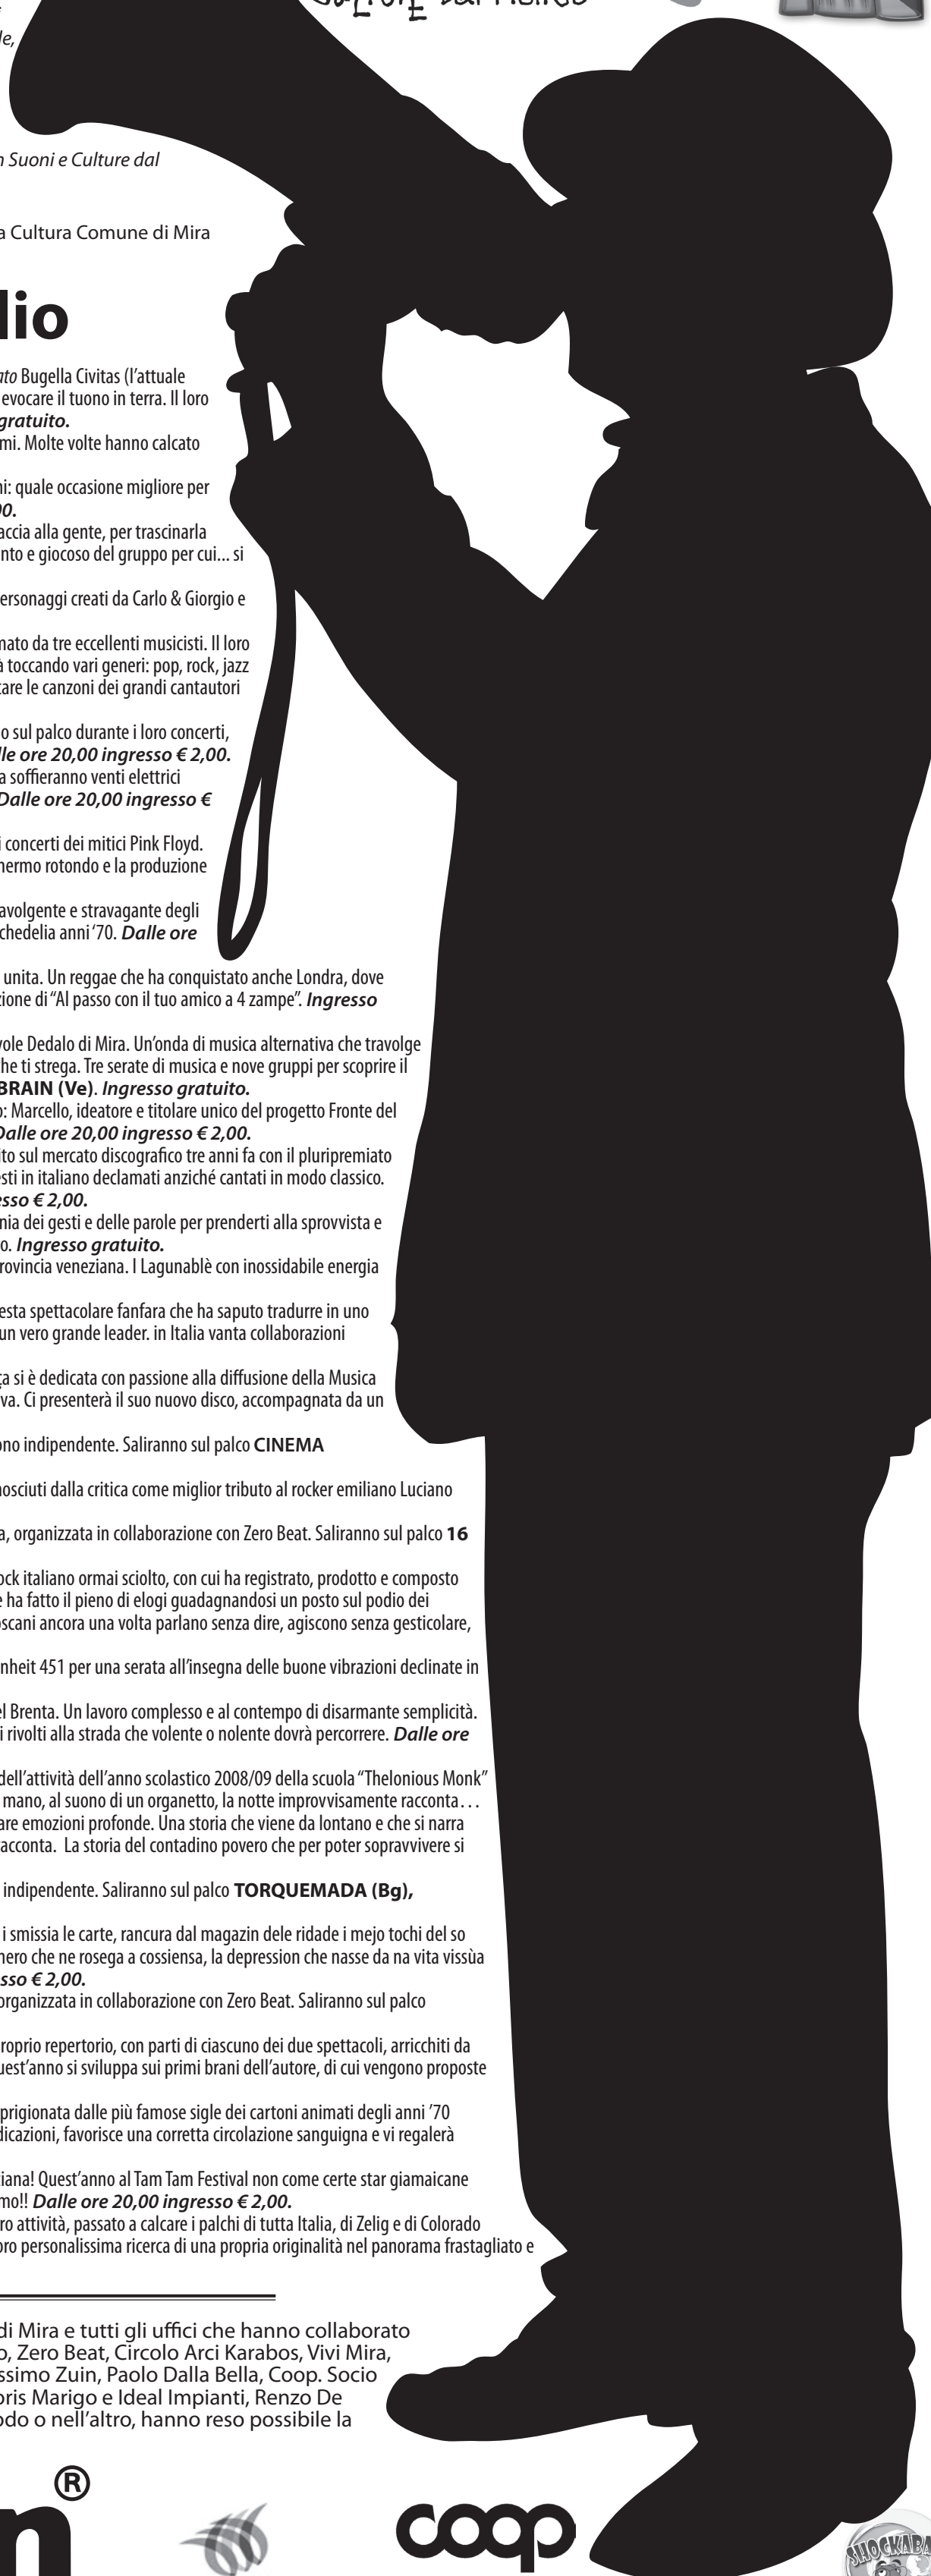 le,
n Suoni e Culture dal
a Cultura Comune di Mira
lio
ato Bugella Civitas (l'attuale
evocare il tuono in terra. Il loro
gratuito.
mi. Molte volte hanno calcato
ni: quale occasione migliore per
00.
accia alla gente, per trascinarla
nto e giocoso del gruppo per cui... si
ersonaggi creati da Carlo & Giorgio e
mato da tre eccellenti musicisti. Il loro
à toccando vari generi: pop, rock, jazz
tare le canzoni dei grandi cantautori
o sul palco durante i loro concerti,
lle ore 20,00 ingresso € 2,00.
a soffieranno venti elettrici
Dalle ore 20,00 ingresso €
i concerti dei mitici Pink Floyd.
hermo rotondo e la produzione
avolgente e stravagante degli
chedelia anni '70. Dalle ore
unita. Un reggae che ha conquistato anche Londra, dove
zione di "Al passo con il tuo amico a 4 zampe". Ingresso
vole Dedalo di Mira. Un'onda di musica alternativa che travolge
che ti strega. Tre serate di musica e nove gruppi per scoprire il
BRAIN (Ve). Ingresso gratuito.
o: Marcello, ideatore e titolare unico del progetto Fronte del
Dalle ore 20,00 ingresso € 2,00.
ito sul mercato discografico tre anni fa con il pluripremiato
esti in italiano declamati anziché cantati in modo classico.
esso € 2,00.
nia dei gesti e delle parole per prenderti alla sprovvista e
o. Ingresso gratuito.
rovincia veneziana. I Lagunablè con inossidabile energia
esta spettacolare fanfara che ha saputo tradurre in uno
un vero grande leader. in Italia vanta collaborazioni
ça si è dedicata con passione alla diffusione della Musica
va. Ci presenterà il suo nuovo disco, accompagnata da un
ono indipendente. Saliranno sul palco CINEMA
nosciuti dalla critica come miglior tributo al rocker emiliano Luciano
a, organizzata in collaborazione con Zero Beat. Saliranno sul palco 16
ock italiano ormai sciolto, con cui ha registrato, prodotto e composto
e ha fatto il pieno di elogi guadagnandosi un posto sul podio dei
oscani ancora una volta parlano senza dire, agiscono senza gesticolare,
nheit 451 per una serata all'insegna delle buone vibrazioni declinate in
el Brenta. Un lavoro complesso e al contempo di disarmante semplicità.
i rivolti alla strada che volente o nolente dovrà percorrere. Dalle ore
dell'attività dell'anno scolastico 2008/09 della scuola "Thelonious Monk"
mano, al suono di un organetto, la notte improvvisamente racconta…
are emozioni profonde. Una storia che viene da lontano e che si narra
racconta. La storia del contadino povero che per poter sopravvivere si
indipendente. Saliranno sul palco TORQUEMADA (Bg),
i smissia le carte, rancura dal magazin dele ridade i mejo tochi del so
nero che ne rosega a cossiensa, la depression che nasse da na vita vissùa
sso € 2,00.
organizzata in collaborazione con Zero Beat. Saliranno sul palco
roprio repertorio, con parti di ciascuno dei due spettacoli, arricchiti da
uest'anno si sviluppa sui primi brani dell'autore, di cui vengono proposte
prigionata dalle più famose sigle dei cartoni animati degli anni '70
dicazioni, favorisce una corretta circolazione sanguigna e vi regalerà
iana! Quest'anno al Tam Tam Festival non come certe star giamaicane
mo!! Dalle ore 20,00 ingresso € 2,00.
ro attività, passato a calcare i palchi di tutta Italia, di Zelig e di Colorado
oro personalissima ricerca di una propria originalità nel panorama frastagliato e
di Mira e tutti gli uffici che hanno collaborato
o, Zero Beat, Circolo Arci Karabos, Vivi Mira,
ssimo Zuin, Paolo Dalla Bella, Coop. Socio
oris Marigo e Ideal Impianti, Renzo De
odo o nell'altro, hanno reso possibile la
n®
coop
SHOCKABA